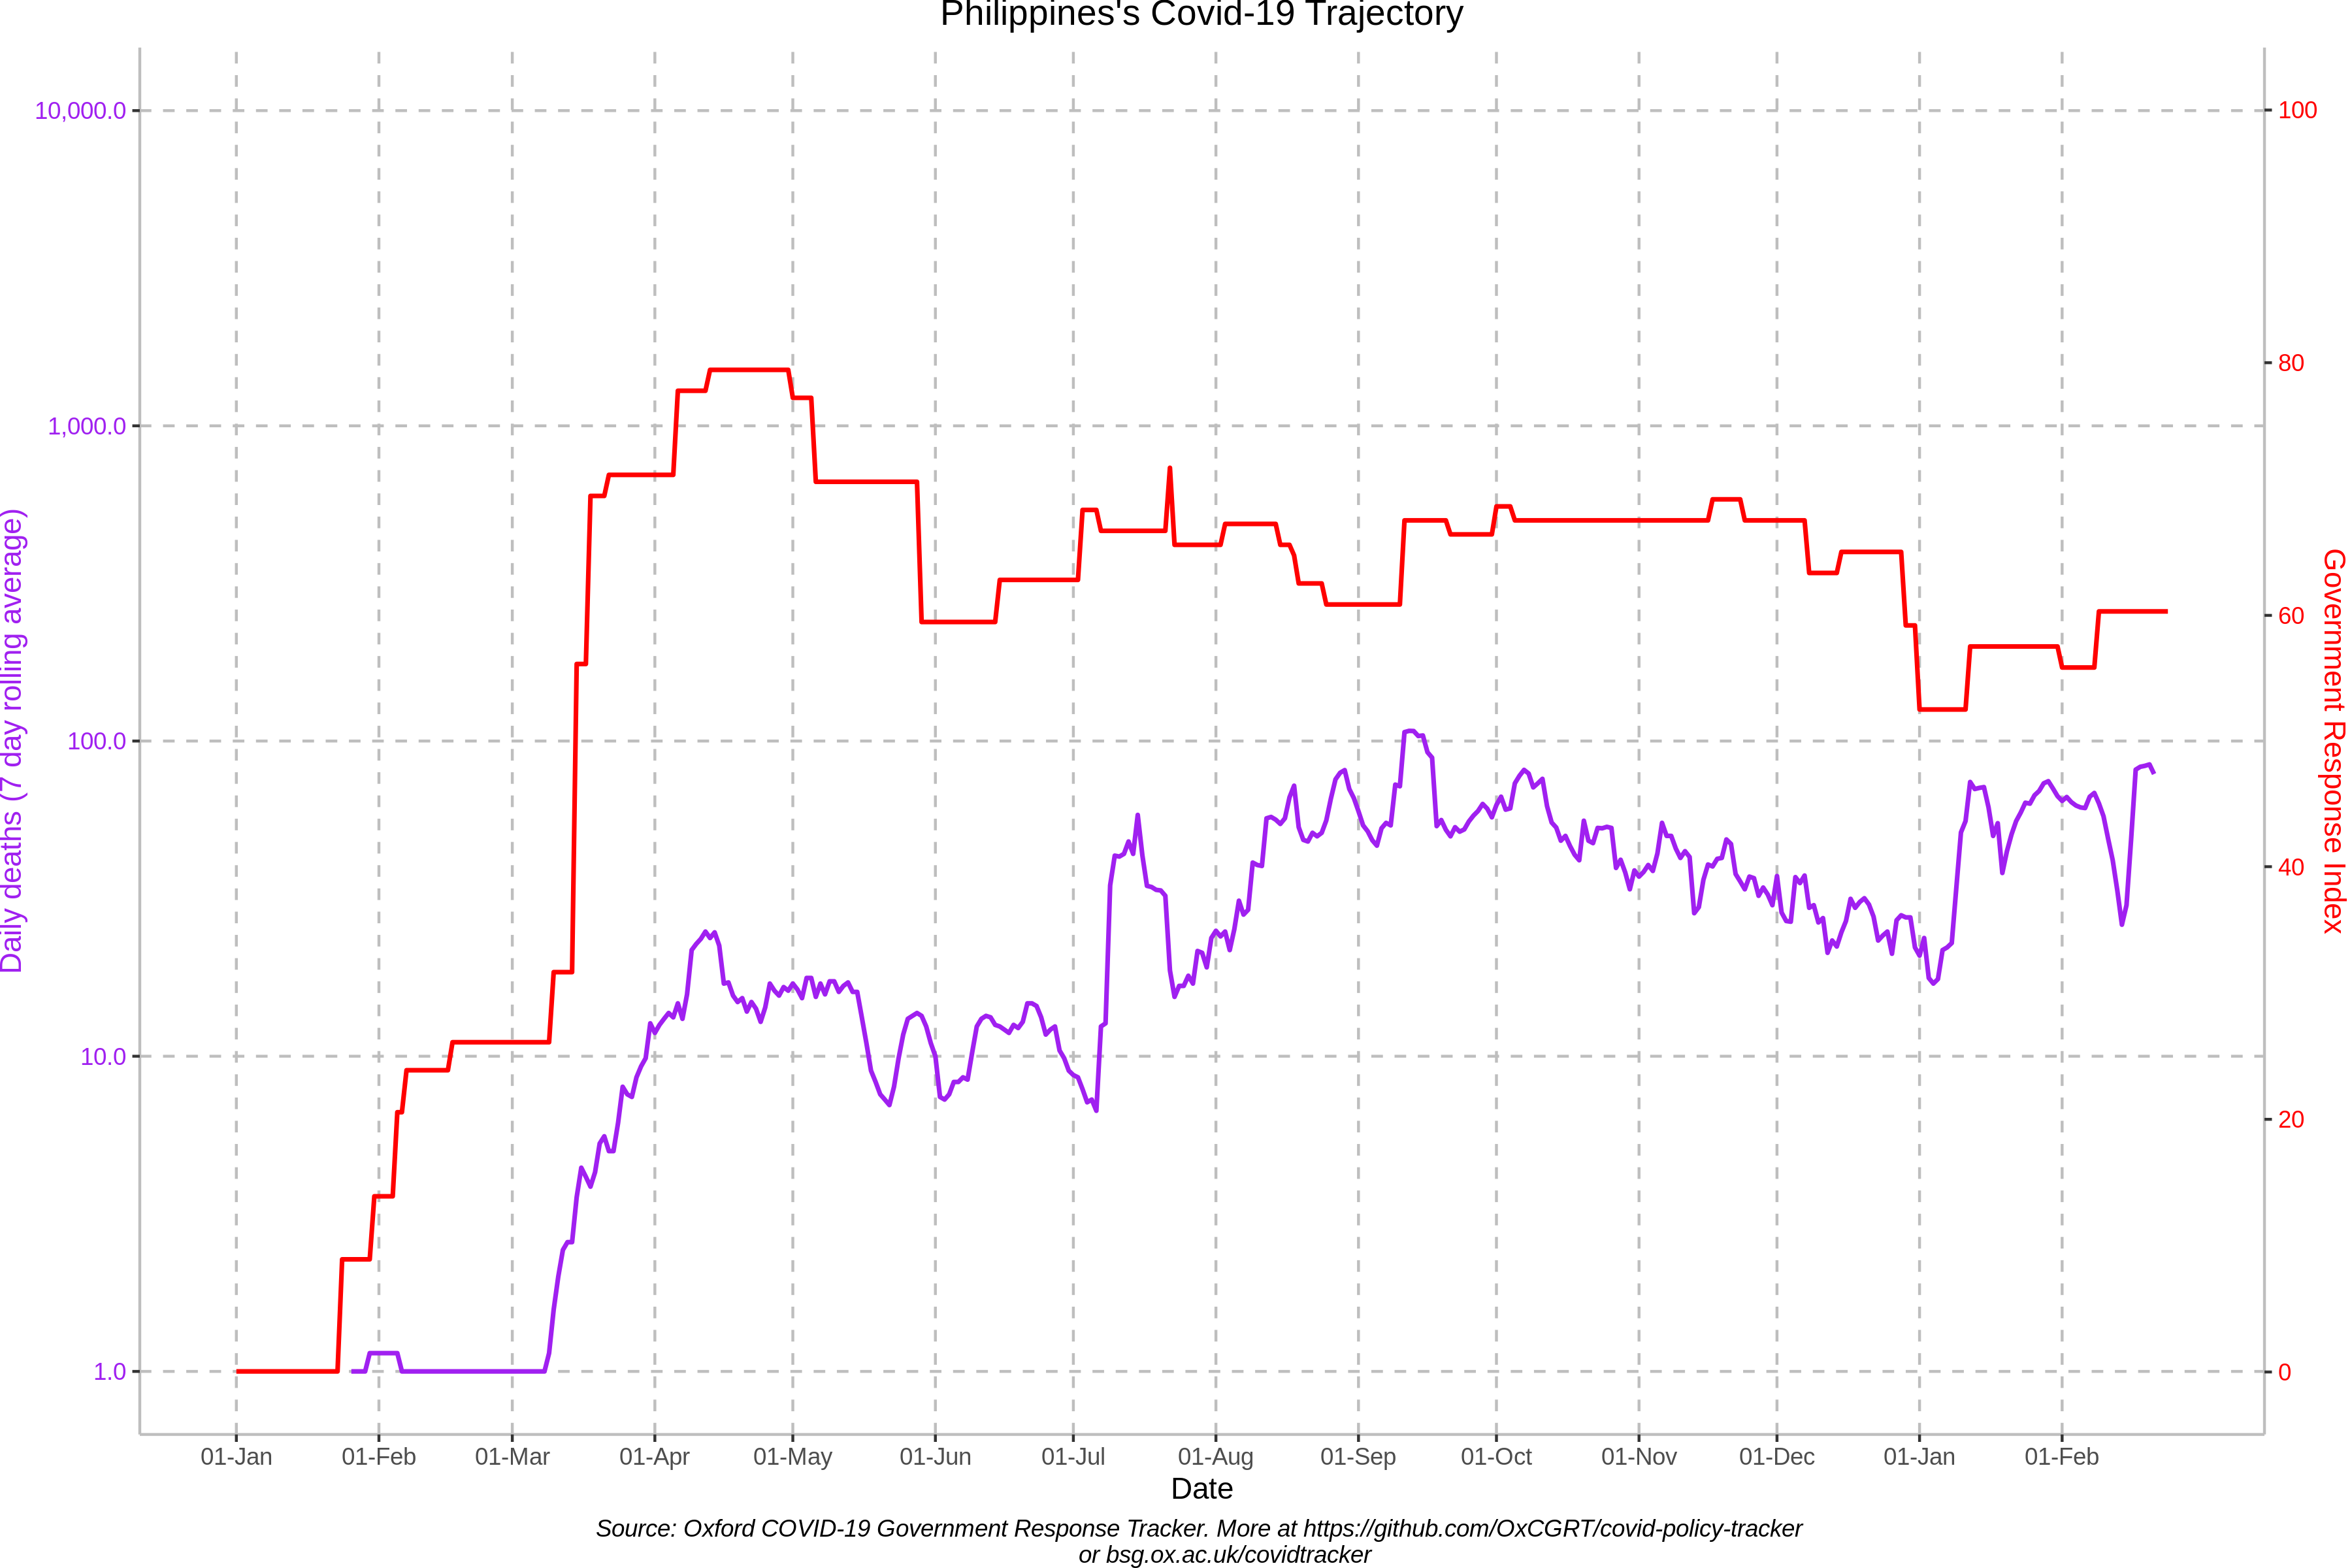 Philippines's Covid-19 Trajectory
10,000.0
1,000.0
100.0
10.0
1.0
Daily deaths (7 day rolling average)
100
80
60
40
20
0
Government Response Index
01-Jan 01-Feb 01-Mar 01-Apr 01-May 01-Jun 01-Jul 01-Aug 01-Sep 01-Oct 01-Nov 01-Dec 01-Jan 01-Feb
Date
Source: Oxford COVID-19 Government Response Tracker. More at https://github.com/OxCGRT/covid-policy-tracker
or bsg.ox.ac.uk/covidtracker